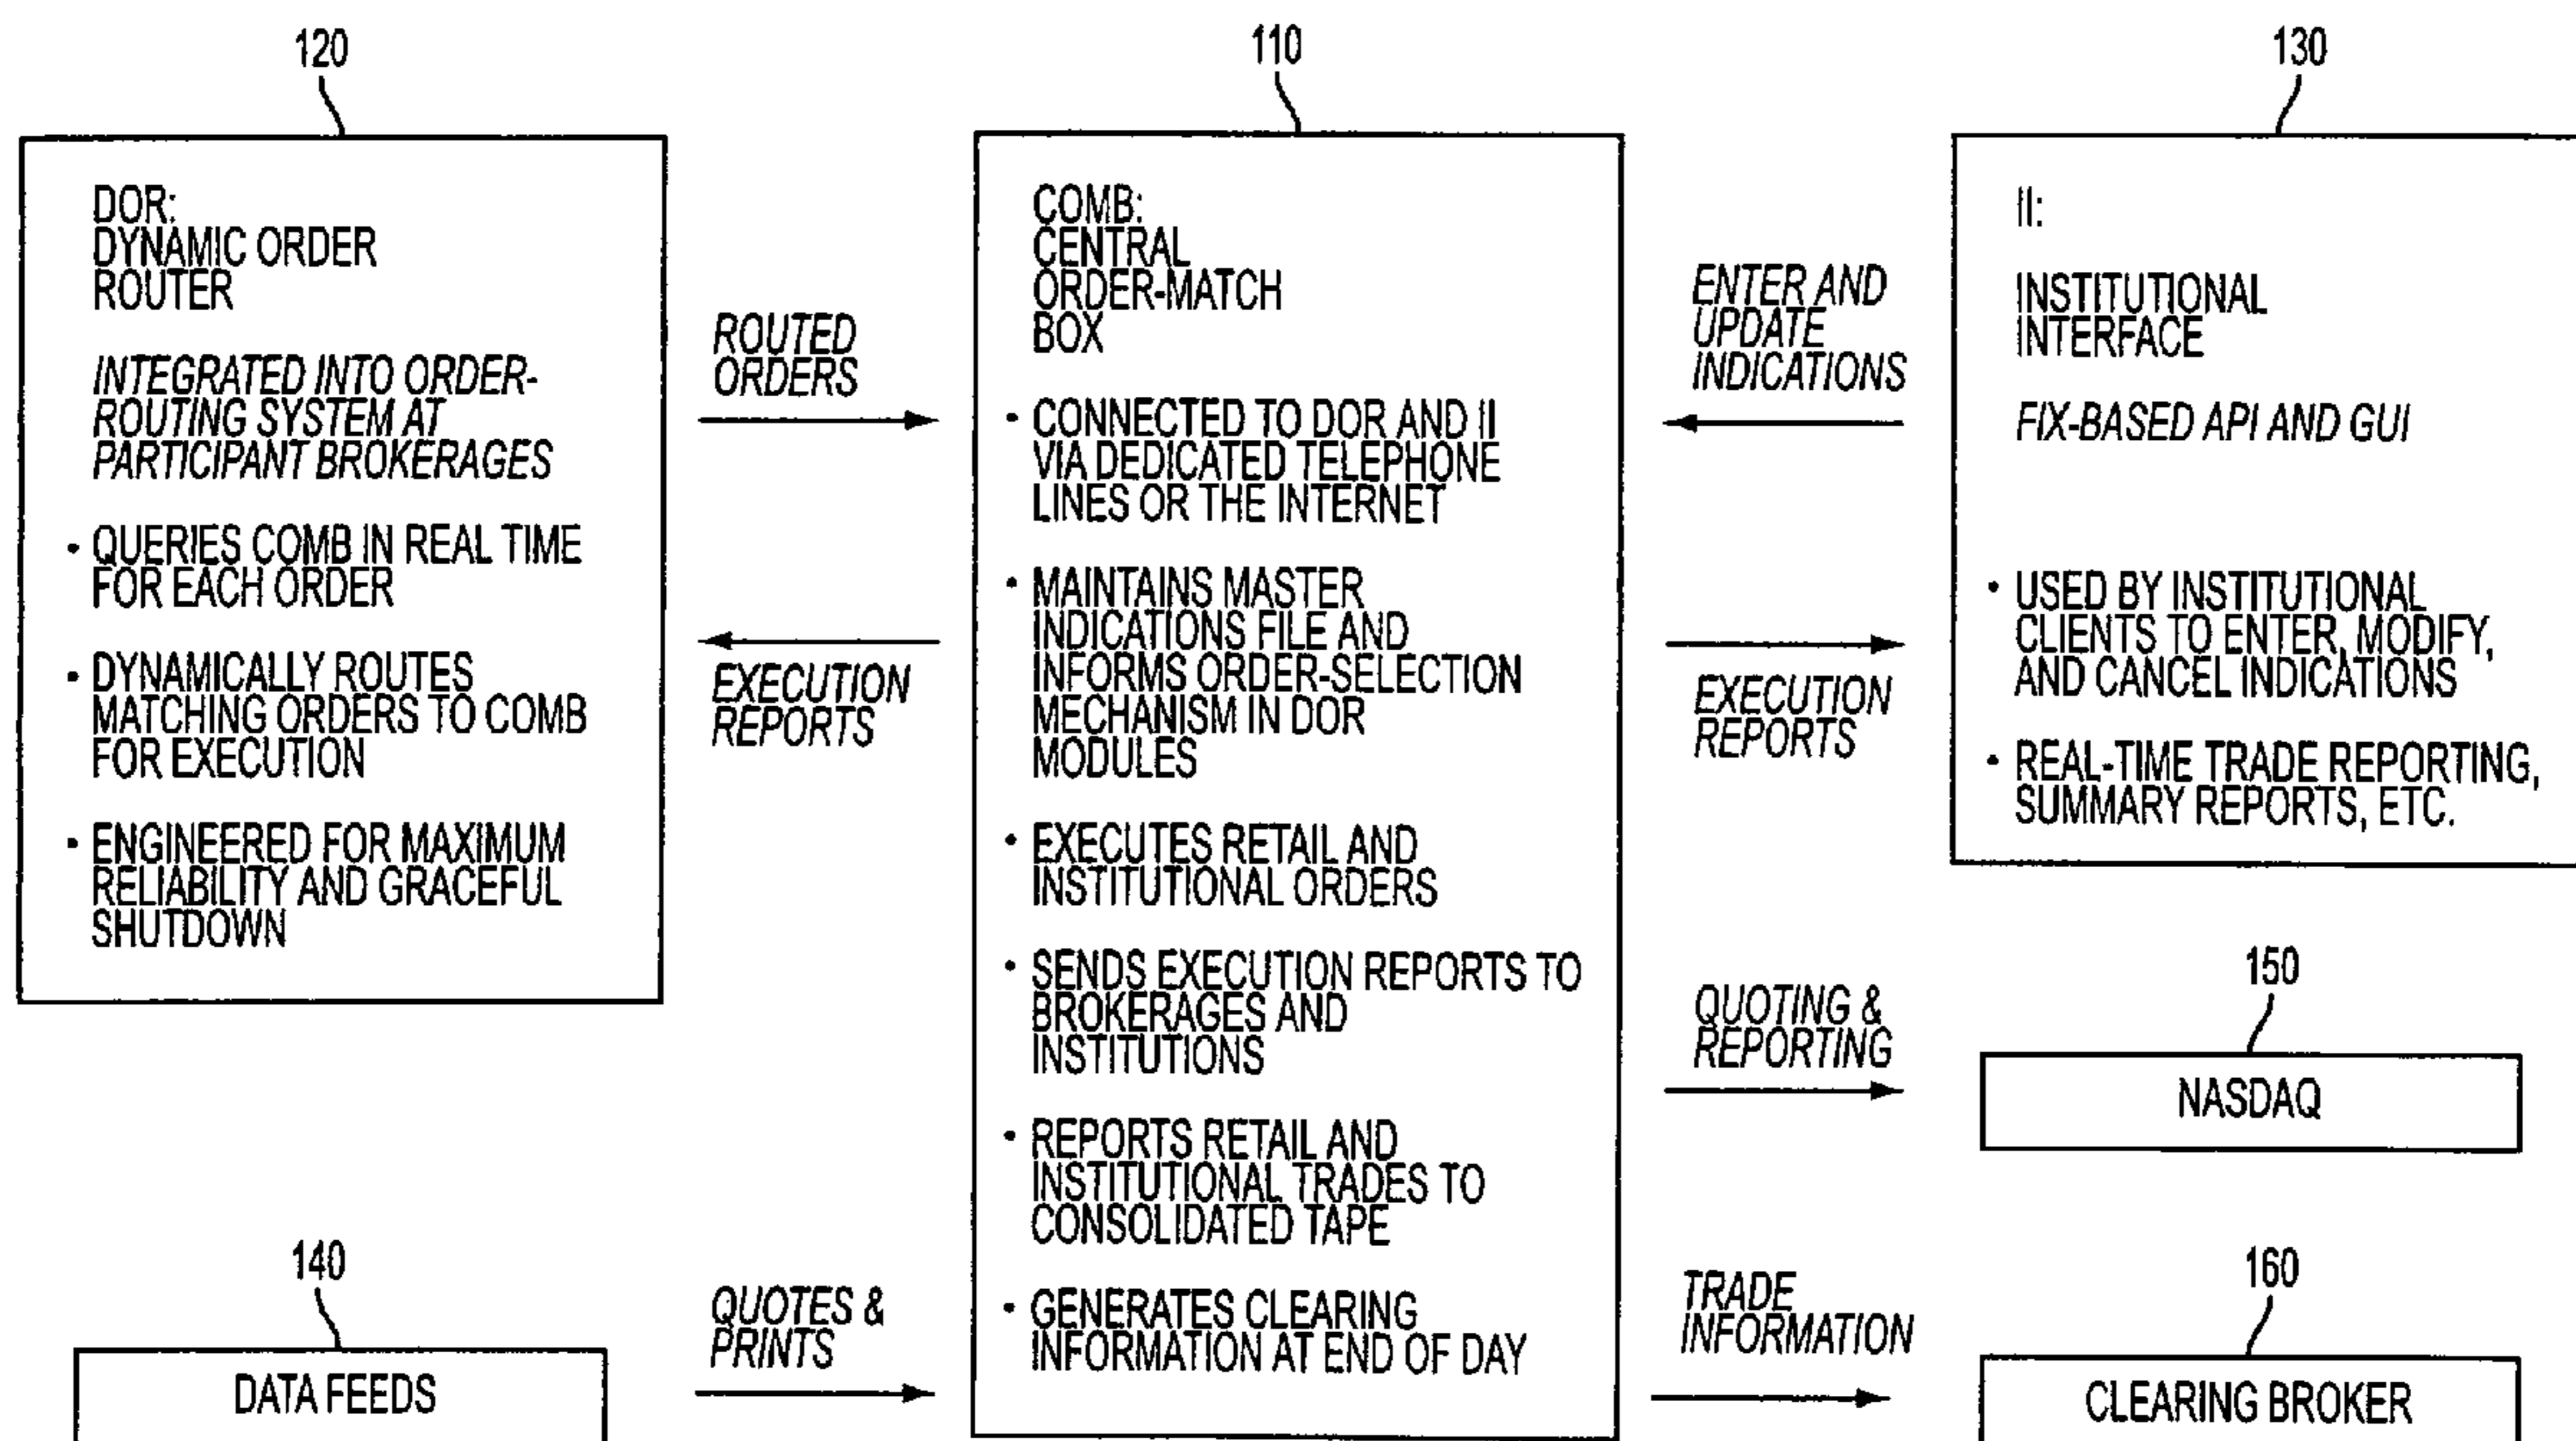 120
DOR:
DYNAMIC ORDER
ROUTER
INTEGRATED INTO ORDER-
ROUTING SYSTEM AT
PARTICIPANT BROKERAGES
• QUERIES COMB IN REAL TIME
FOR EACH ORDER
• DYNAMICALLY ROUTES
MATCHING ORDERS TO COMB
FOR EXECUTION
• ENGINEERED FOR MAXIMUM
RELIABILITY AND GRACEFUL
SHUTDOWN
ROUTED
ORDERS
EXECUTION
REPORTS
110
COMB:
CENTRAL
ORDER-MATCH
BOX
• CONNECTED TO DOR AND II
VIA DEDICATED TELEPHONE
LINES OR THE INTERNET
• MAINTAINS MASTER
INDICATIONS FILE AND
INFORMS ORDER-SELECTION
MECHANISM IN DOR
MODULES
• EXECUTES RETAIL AND
INSTITUTIONAL ORDERS
• SENDS EXECUTION REPORTS TO
BROKERAGES AND
INSTITUTIONS
• REPORTS RETAIL AND
INSTITUTIONAL TRADES TO
CONSOLIDATED TAPE
• GENERATES CLEARING
INFORMATION AT END OF DAY
ENTER AND
UPDATE
INDICATIONS
EXECUTION
REPORTS
130
II:
INSTITUTIONAL
INTERFACE
FIX-BASED API AND GUI
• USED BY INSTITUTIONAL
CLIENTS TO ENTER, MODIFY,
AND CANCEL INDICATIONS
• REAL-TIME TRADE REPORTING,
SUMMARY REPORTS, ETC.
QUOTING &
REPORTING
150
NASDAQ
140
DATA FEEDS
QUOTES &
PRINTS
TRADE
INFORMATION
160
CLEARING BROKER